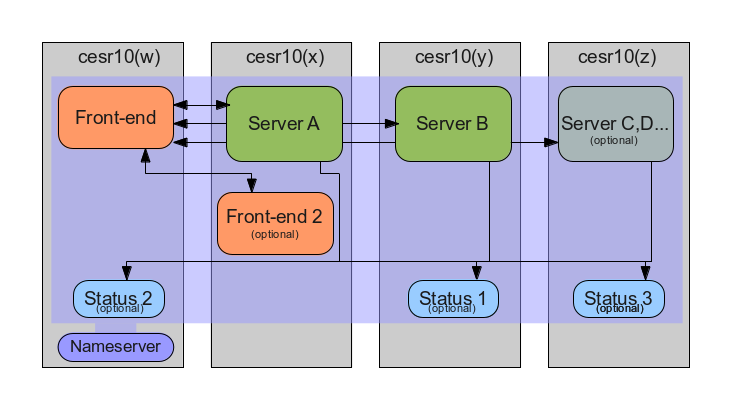 cesr10(w)
cesr10(x)
cesr10(y)
cesr10(z)
Front-end
Server A
Server B
Server C,D...
(optional)
Front-end 2
(optional)
Status 2
(optional)
Status 1
(optional)
Status 3
(optional)
Nameserver